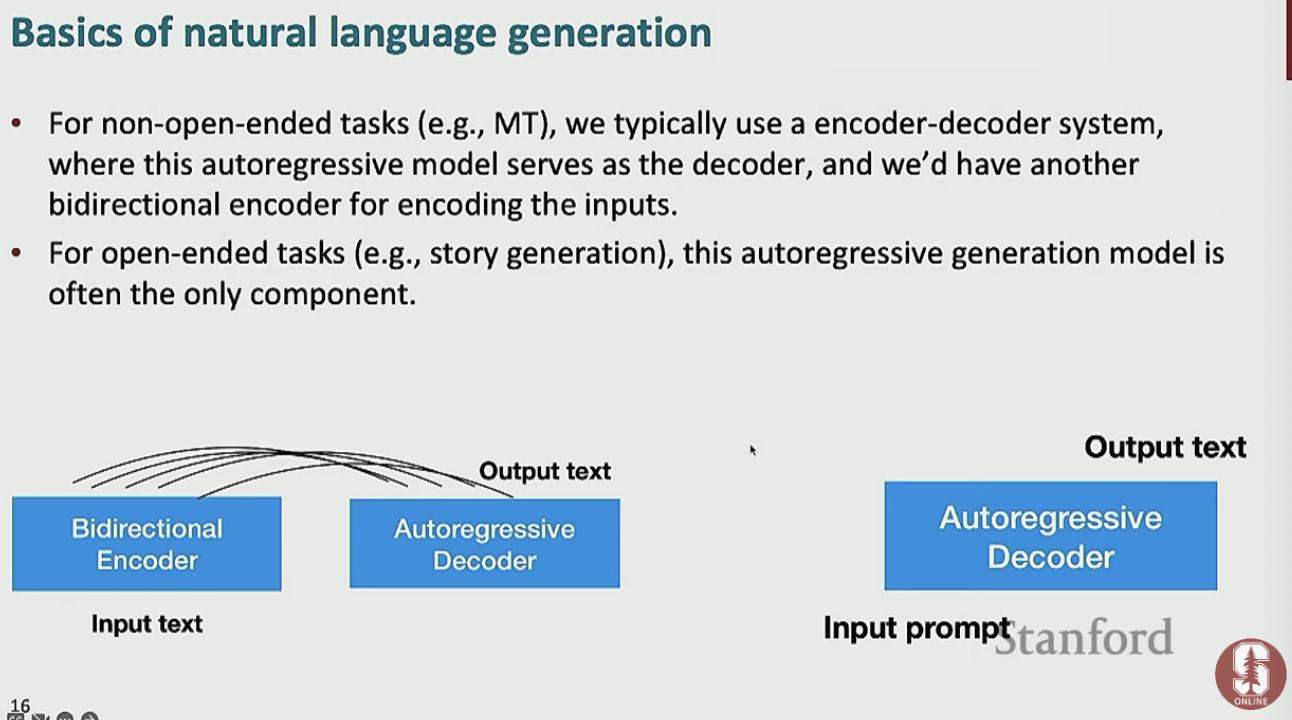 Basics of natural language generation
• For non-open-ended tasks (e.g., MT), we typically use a encoder-decoder system,
where this autoregressive model serves as the decoder, and we’d have another
bidirectional encoder for encoding the inputs.
• For open-ended tasks (e.g., story generation), this autoregressive generation model is
often the only component.
Output text
Bidirectional
Encoder
Autoregressive
Decoder
Input text
Output text
Autoregressive
Decoder
Input prompt
Stanford
S
ONLINE
16